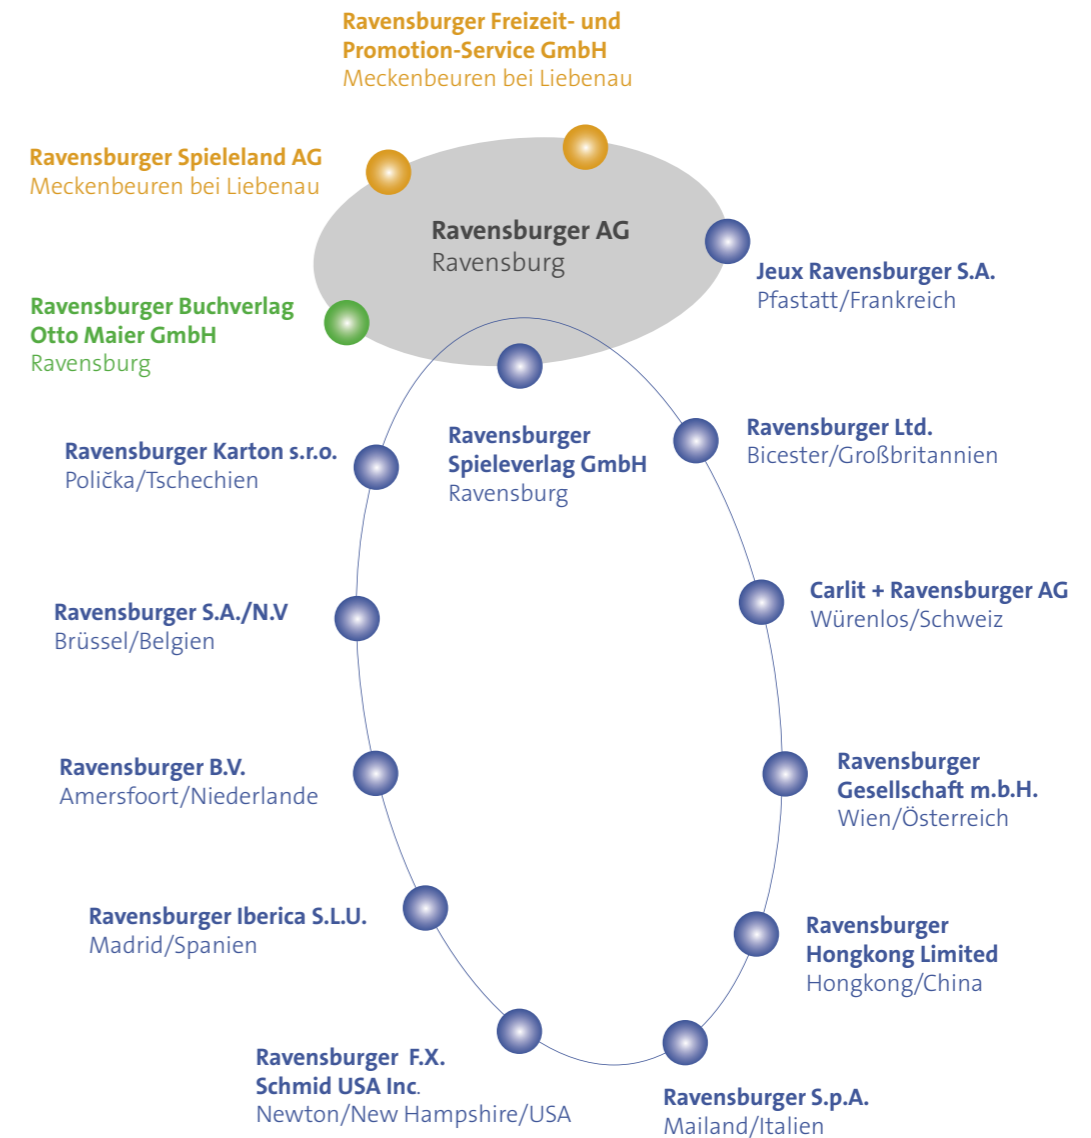 Ravensburger Freizeit- und
Promotion-Service GmbH
Meckenbeuren bei Liebenau
Ravensburger Spieleland AG
Meckenbeuren bei Liebenau
Ravensburger AG
Ravensburg
Jeux Ravensburger S.A.
Pfastatt/Frankreich
Ravensburger Buchverlag
Otto Maier GmbH
Ravensburg
Ravensburger Karton s.r.o.
Polička/Tschechien
Ravensburger
Spieleverlag GmbH
Ravensburg
Ravensburger Ltd.
Bicester/Großbritannien
Ravensburger S.A./N.V
Brüssel/Belgien
Carlit + Ravensburger AG
Würenlos/Schweiz
Ravensburger B.V.
Amersfoort/Niederlande
Ravensburger
Gesellschaft m.b.H.
Wien/Österreich
Ravensburger Iberica S.L.U.
Madrid/Spanien
Ravensburger
Hongkong Limited
Hongkong/China
Ravensburger F.X.
Schmid USA Inc.
Newton/New Hampshire/USA
Ravensburger S.p.A.
Mailand/Italien